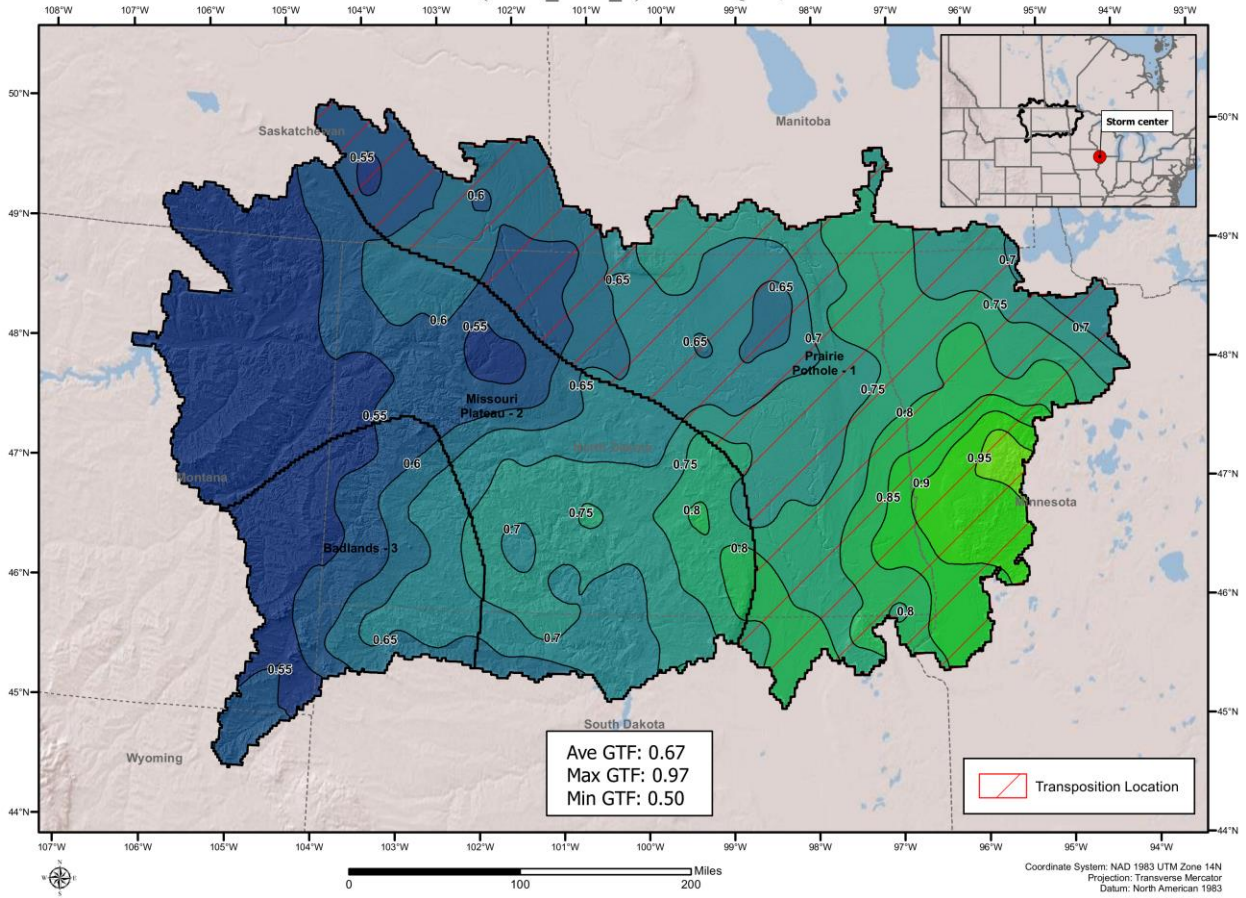 108°W 107°W 106°W 105°W 104°W 103°W 102°W 101°W 100°W 99°W 98°W 97°W 96°W 95°W 94°W 93°W
50°N
49°N
48°N
47°N
46°N
45°N
44°N
50°N
49°N
48°N
47°N
46°N
45°N
44°N
Storm center
Saskatchewan
Manitoba
0.55
0.6
0.65
0.7
0.75
0.7
0.65
0.6
0.55
0.65
0.7
0.65
Prairie
Pothole - 1
0.75
0.8
Missouri
Plateau - 2
0.55
0.6
North Dakota
0.75
0.95
0.9
0.85
Montana
Minnesota
0.8
0.75
0.7
Badlands - 3
0.8
0.8
0.65
0.7
0.55
South Dakota
Wyoming
Ave GTF: 0.67
Max GTF: 0.97
Min GTF: 0.50
Transposition Location
107°W 106°W 105°W 104°W 103°W 102°W 101°W 100°W 99°W 98°W 97°W 96°W 95°W 94°W
N
W E
S
0 100 200 Miles
Coordinate System: NAD 1983 UTM Zone 14N
Projection: Transverse Mercator
Datum: North American 1983